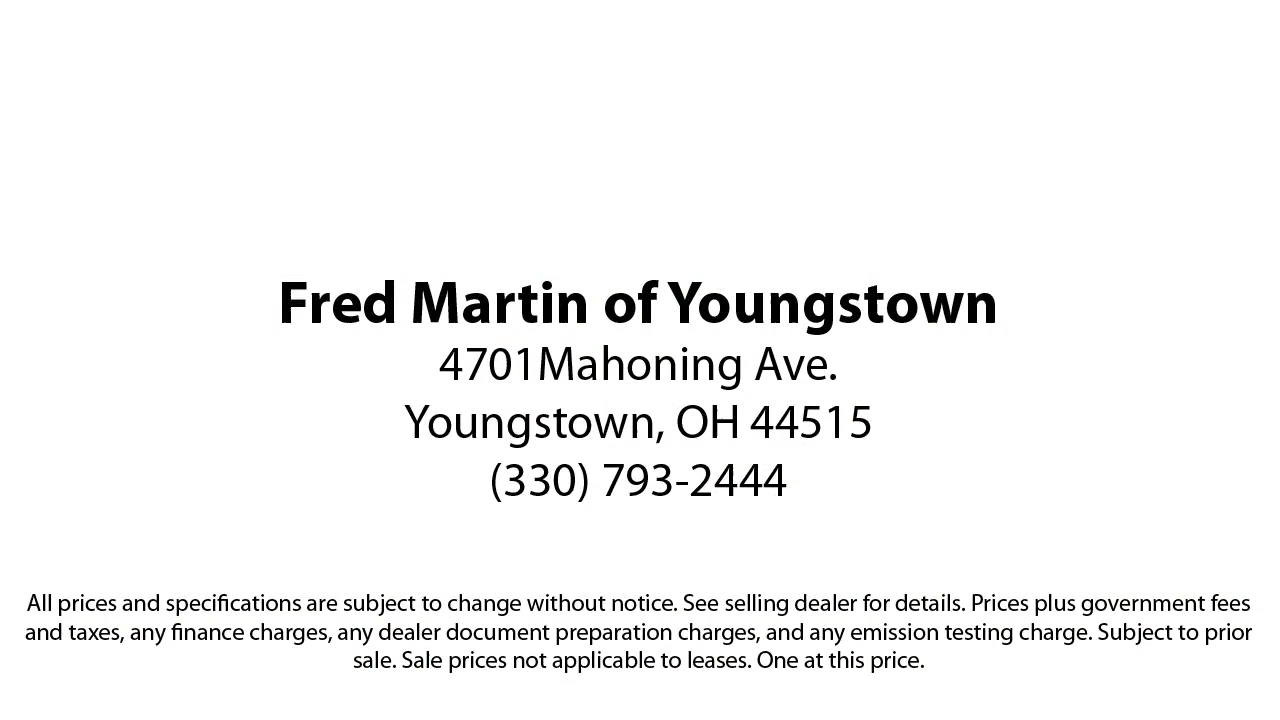 Fred Martin of Youngstown
4701Mahoning Ave.
Youngstown, OH 44515
(330) 793-2444
All prices and specifications are subject to change without notice. See selling dealer for details. Prices plus government fees
and taxes, any finance charges, any dealer document preparation charges, and any emission testing charge. Subject to prior
sale. Sale prices not applicable to leases. One at this price.